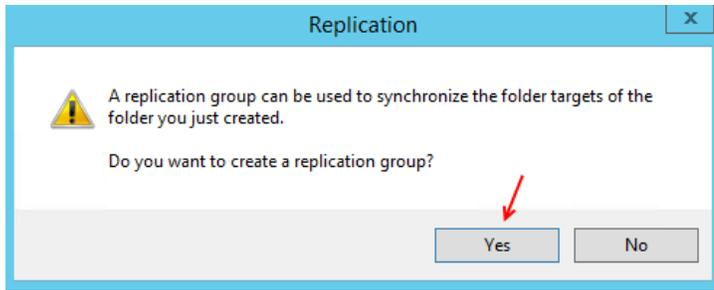 Replication
x
A replication group can be used to synchronize the folder targets of the
folder you just created.
Do you want to create a replication group?
Yes
No